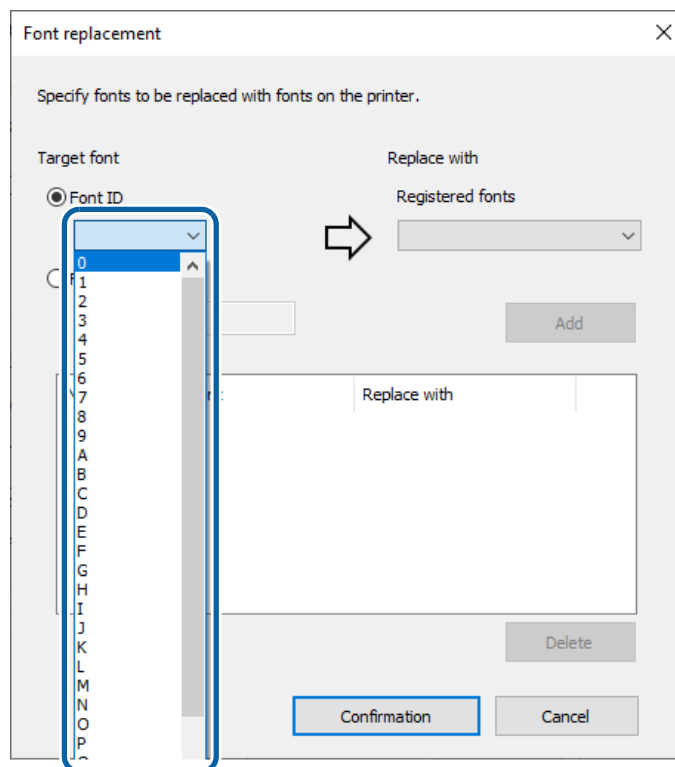 Font replacement
Specify fonts to be replaced with fonts on the printer.
Target font
Replace with
Font ID
Registered fonts
0
1
2
3
4
5
6
7
8
9
A
B
C
D
E
F
G
H
I
J
K
L
M
N
O
P
Add
Replace with
Delete
Confirmation
Cancel